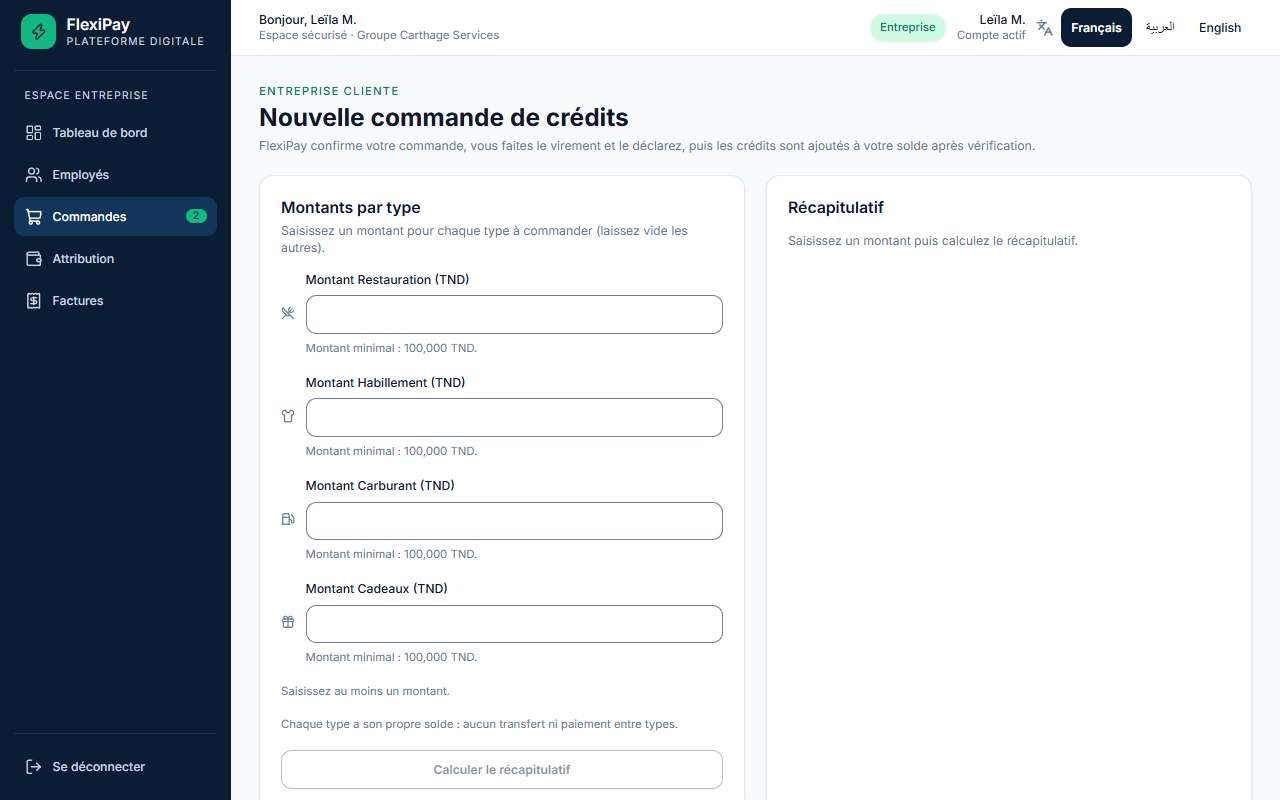 FlexiPay
PLATEFORME DIGITALE
ESPACE ENTREPRISE
Tableau de bord
Employés
Commandes 2
Attribution
Factures
Se déconnecter
Bonjour, Leïla M.
Espace sécurisé · Groupe Carthage Services
Entreprise
Leïla M.
Compte actif
Français
العربية
English
ENTREPRISE CLIENTE
Nouvelle commande de crédits
FlexiPay confirme votre commande, vous faites le virement et le déclarez, puis les crédits sont ajoutés à votre solde après vérification.
Montants par type
Saisissez un montant pour chaque type à commander (laissez vide les
autres).
Montant Restauration (TND)
Montant minimal : 100,000 TND.
Montant Habillement (TND)
Montant minimal : 100,000 TND.
Montant Carburant (TND)
Montant minimal : 100,000 TND.
Montant Cadeaux (TND)
Montant minimal : 100,000 TND.
Saisissez au moins un montant.
Chaque type a son propre solde : aucun transfert ni paiement entre types.
Calculer le récapitulatif
Récapitulatif
Saisissez un montant puis calculez le récapitulatif.